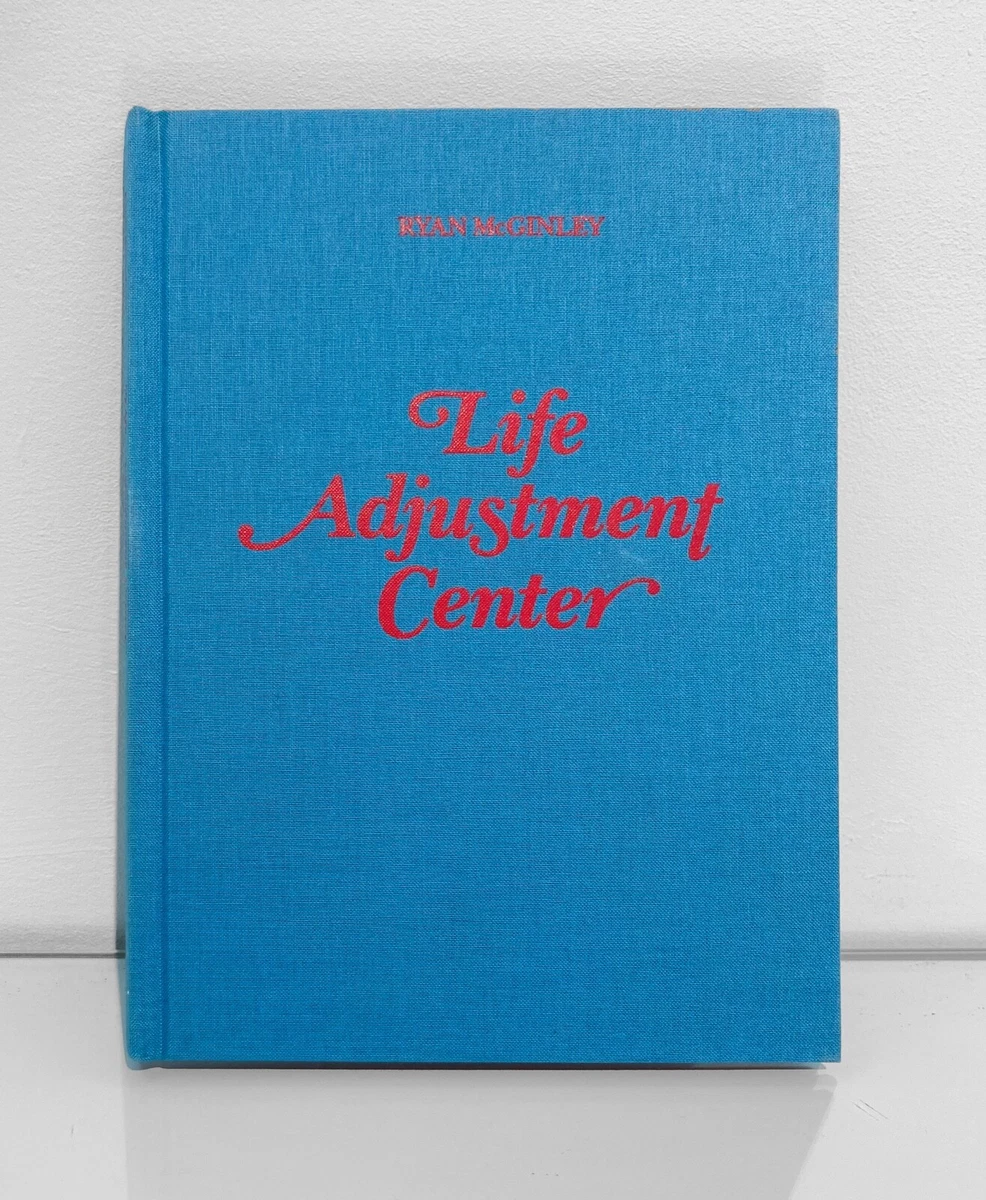 RYAN McGINLEY
Life
Adjustment
Center